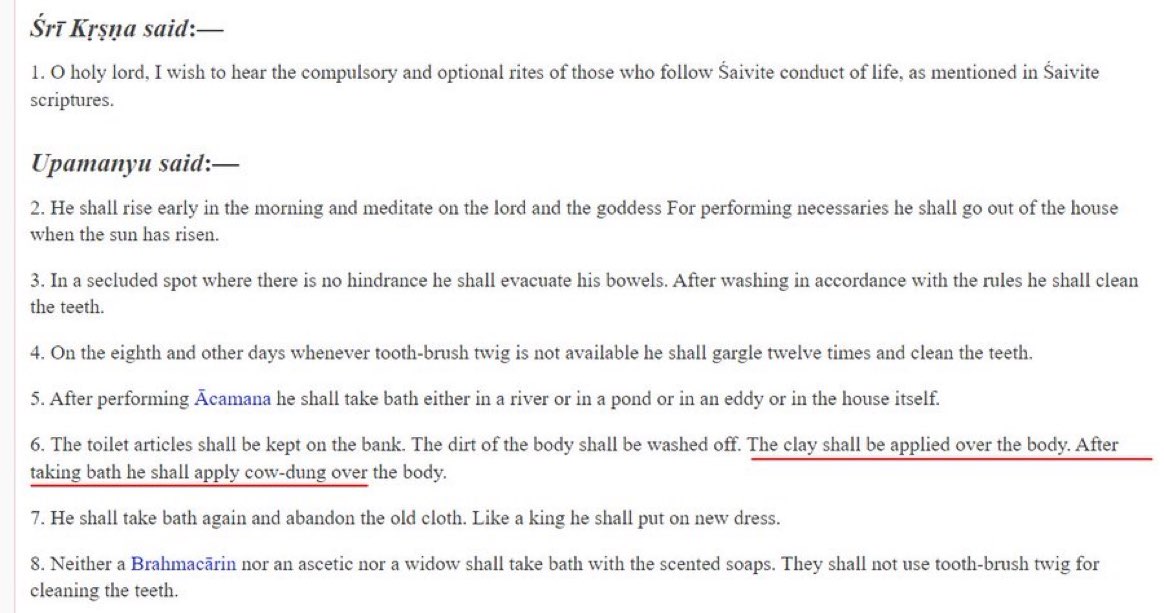 Śrī Kṛṣṇa said:—
1. O holy lord, I wish to hear the compulsory and optional rites of those who follow Śaivite conduct of life, as mentioned in Śaivite
scriptures.
Upamanyu said:—
2. He shall rise early in the morning and meditate on the lord and the goddess For performing necessaries he shall go out of the house
when the sun has risen.
3. In a secluded spot where there is no hindrance he shall evacuate his bowels. After washing in accordance with the rules he shall clean
the teeth.
4. On the eighth and other days whenever tooth-brush twig is not available he shall gargle twelve times and clean the teeth.
5. After performing Ācamana he shall take bath either in a river or in a pond or in an eddy or in the house itself.
6. The toilet articles shall be kept on the bank. The dirt of the body shall be washed off. The clay shall be applied over the body. After
taking bath he shall apply cow-dung over the body.
7. He shall take bath again and abandon the old cloth. Like a king he shall put on new dress.
8. Neither a Brahmacārin nor an ascetic nor a widow shall take bath with the scented soaps. They shall not use tooth-brush twig for
cleaning the teeth.